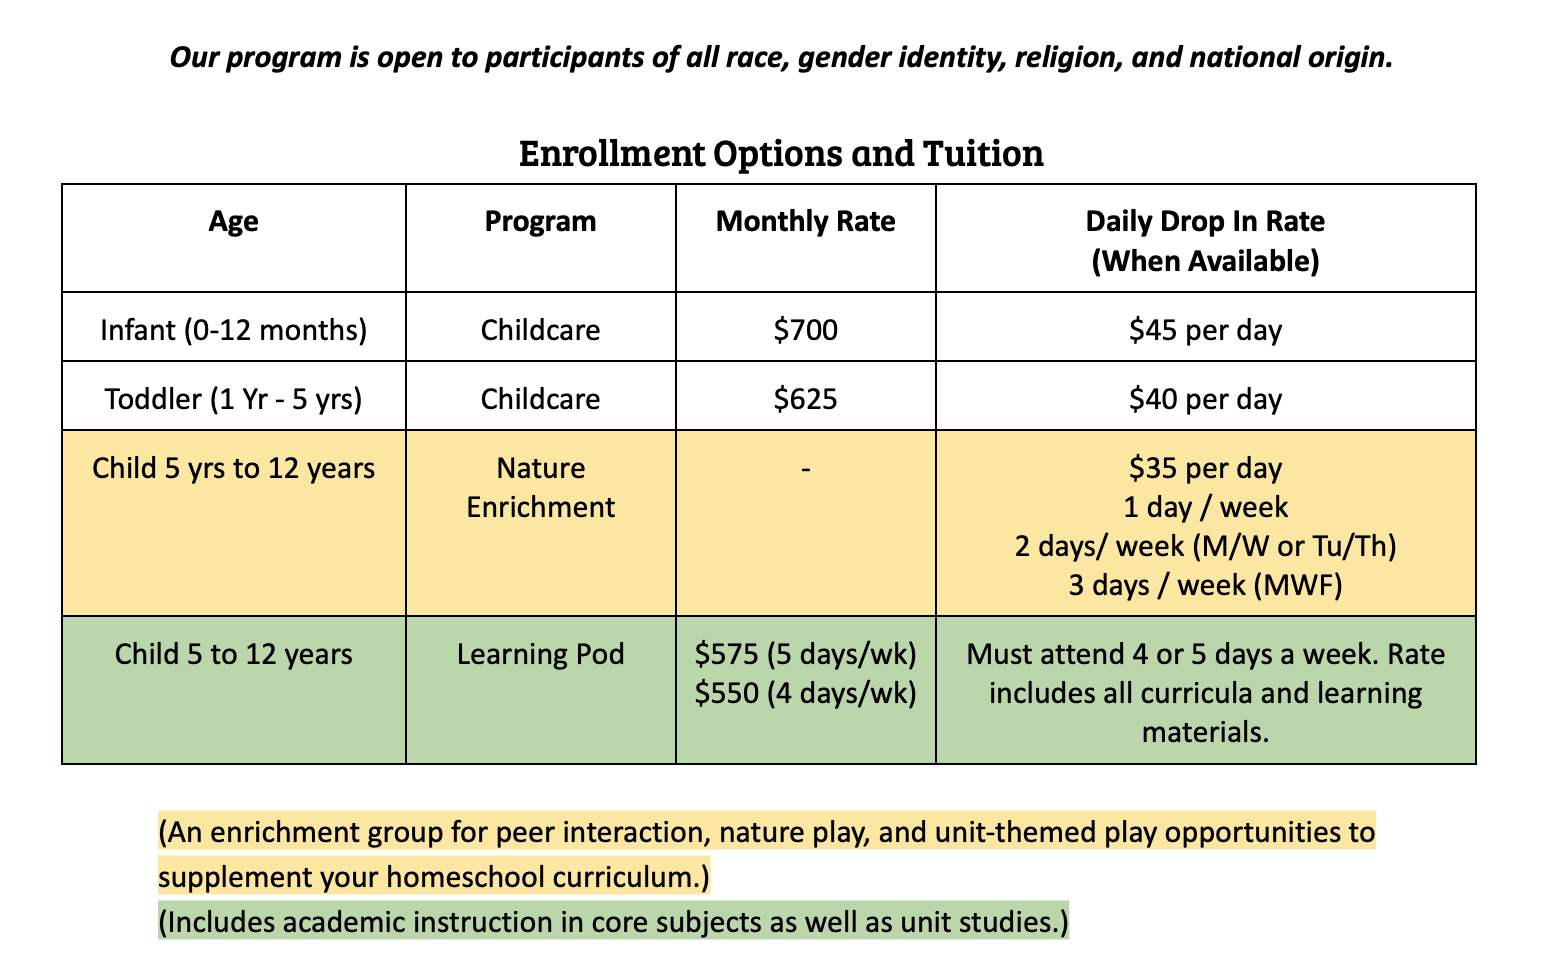 Our program is open to participants of all race, gender identity, religion, and national origin.
Enrollment Options and Tuition
Age
Program
Monthly Rate
Daily Drop In Rate
(When Available)
Infant (0-12 months)
Childcare
$700
$45 per day
Toddler (1 Yr - 5 yrs)
Childcare
$625
$40 per day
Child 5 yrs to 12 years
Nature
Enrichment
-
$35 per day
1 day / week
2 days/ week (M/W or Tu/Th)
3 days / week (MWF)
Child 5 to 12 years
Learning Pod
$575 (5 days/wk)
$550 (4 days/wk)
Must attend 4 or 5 days a week. Rate
includes all curricula and learning
materials.
(An enrichment group for peer interaction, nature play, and unit-themed play opportunities to
supplement your homeschool curriculum.)
(Includes academic instruction in core subjects as well as unit studies.)